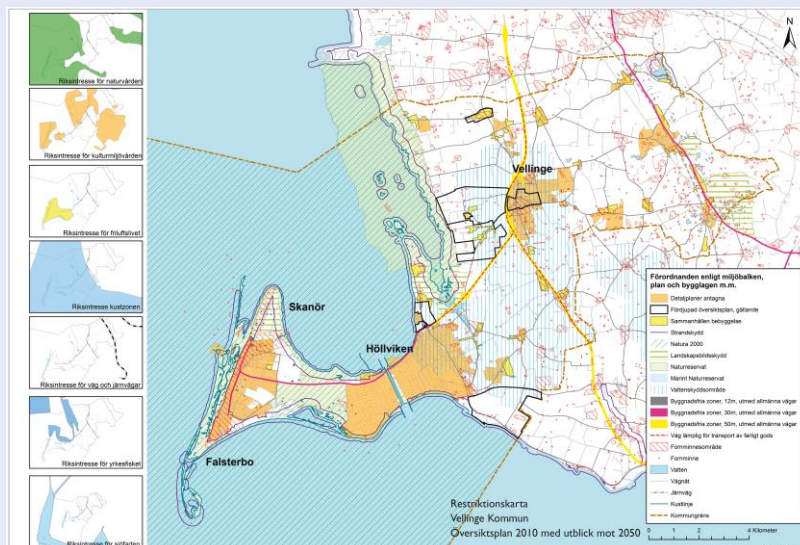 Riksintresse för naturvården
Riksintresse för kulturmiljövården
Riksintresse för friluftslivet
Riksintresse kustzonen
Riksintresse för väg och järnvägar
Riksintresse för yrkesfisket
Riksintresse för sjöfarten
N
Vellinge
Skanör
Höllviken
Falsterbo
Förordnanden enligt miljöbalken,
plan och bygglagen m.m.
Detaljplaner antagna
Fördjupad översiktsplan, gällande
Sammanhållen bebyggelse
Strandskydd
Natura 2000
Landskapsbildsskydd
Naturreservat
Marint Naturreservat
Vattenskyddsområde
Byggnadsfria zoner, 12m, utmed allmänna vägar
Byggnadsfria zoner, 30m, utmed allmänna vägar
Byggnadsfria zoner, 50m, utmed allmänna vägar
Väg lämplig för transport av farligt gods
Fornminnesområde
Fornminne
Vatten
Vägnät
Järnväg
Kustlinje
Kommungräns
Restriktionskarta
Vellinge Kommun
Översiktsplan 2010 med utblick mot 2050
0 1 2 4 Kilometer